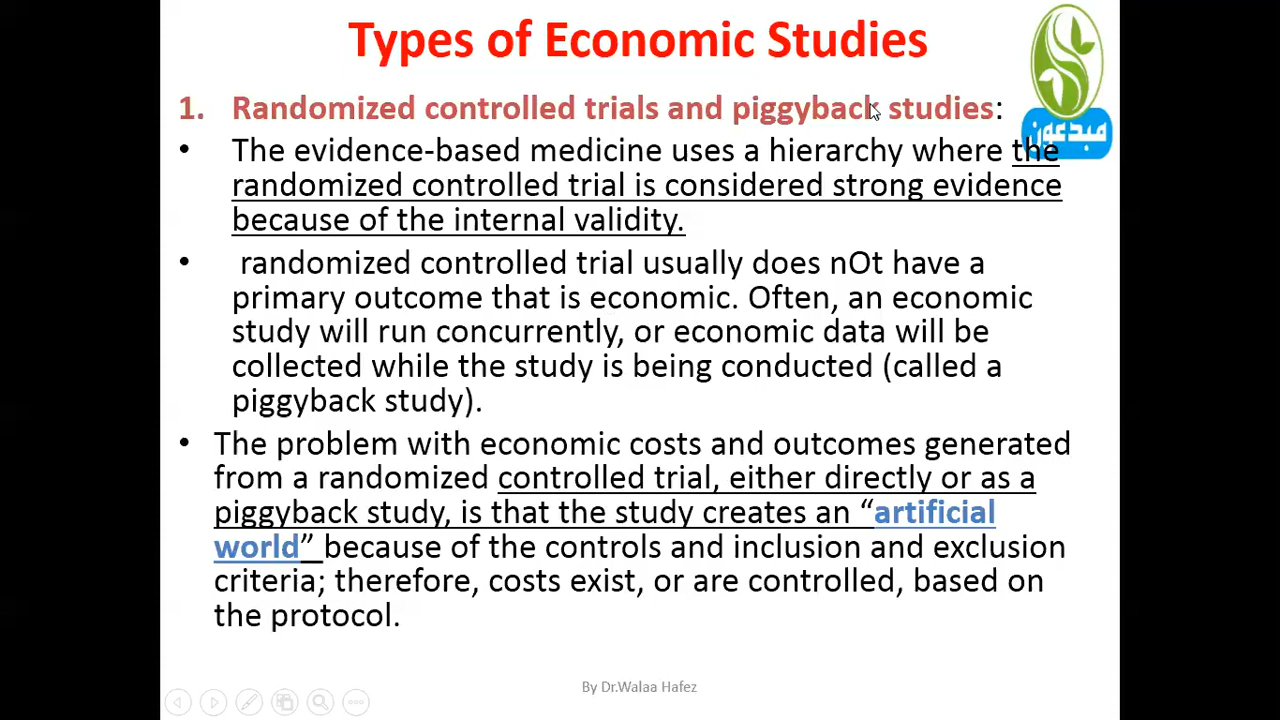 Types of Economic Studies
مبدعون
1. Randomized controlled trials and piggyback studies:
• The evidence-based medicine uses a hierarchy where the
randomized controlled trial is considered strong evidence
because of the internal validity.
• randomized controlled trial usually does nOt have a
primary outcome that is economic. Often, an economic
study will run concurrently, or economic data will be
collected while the study is being conducted (called a
piggyback study).
• The problem with economic costs and outcomes generated
from a randomized controlled trial, either directly or as a
piggyback study, is that the study creates an “artificial
world” because of the controls and inclusion and exclusion
criteria; therefore, costs exist, or are controlled, based on
the protocol.
By Dr.Walaa Hafez